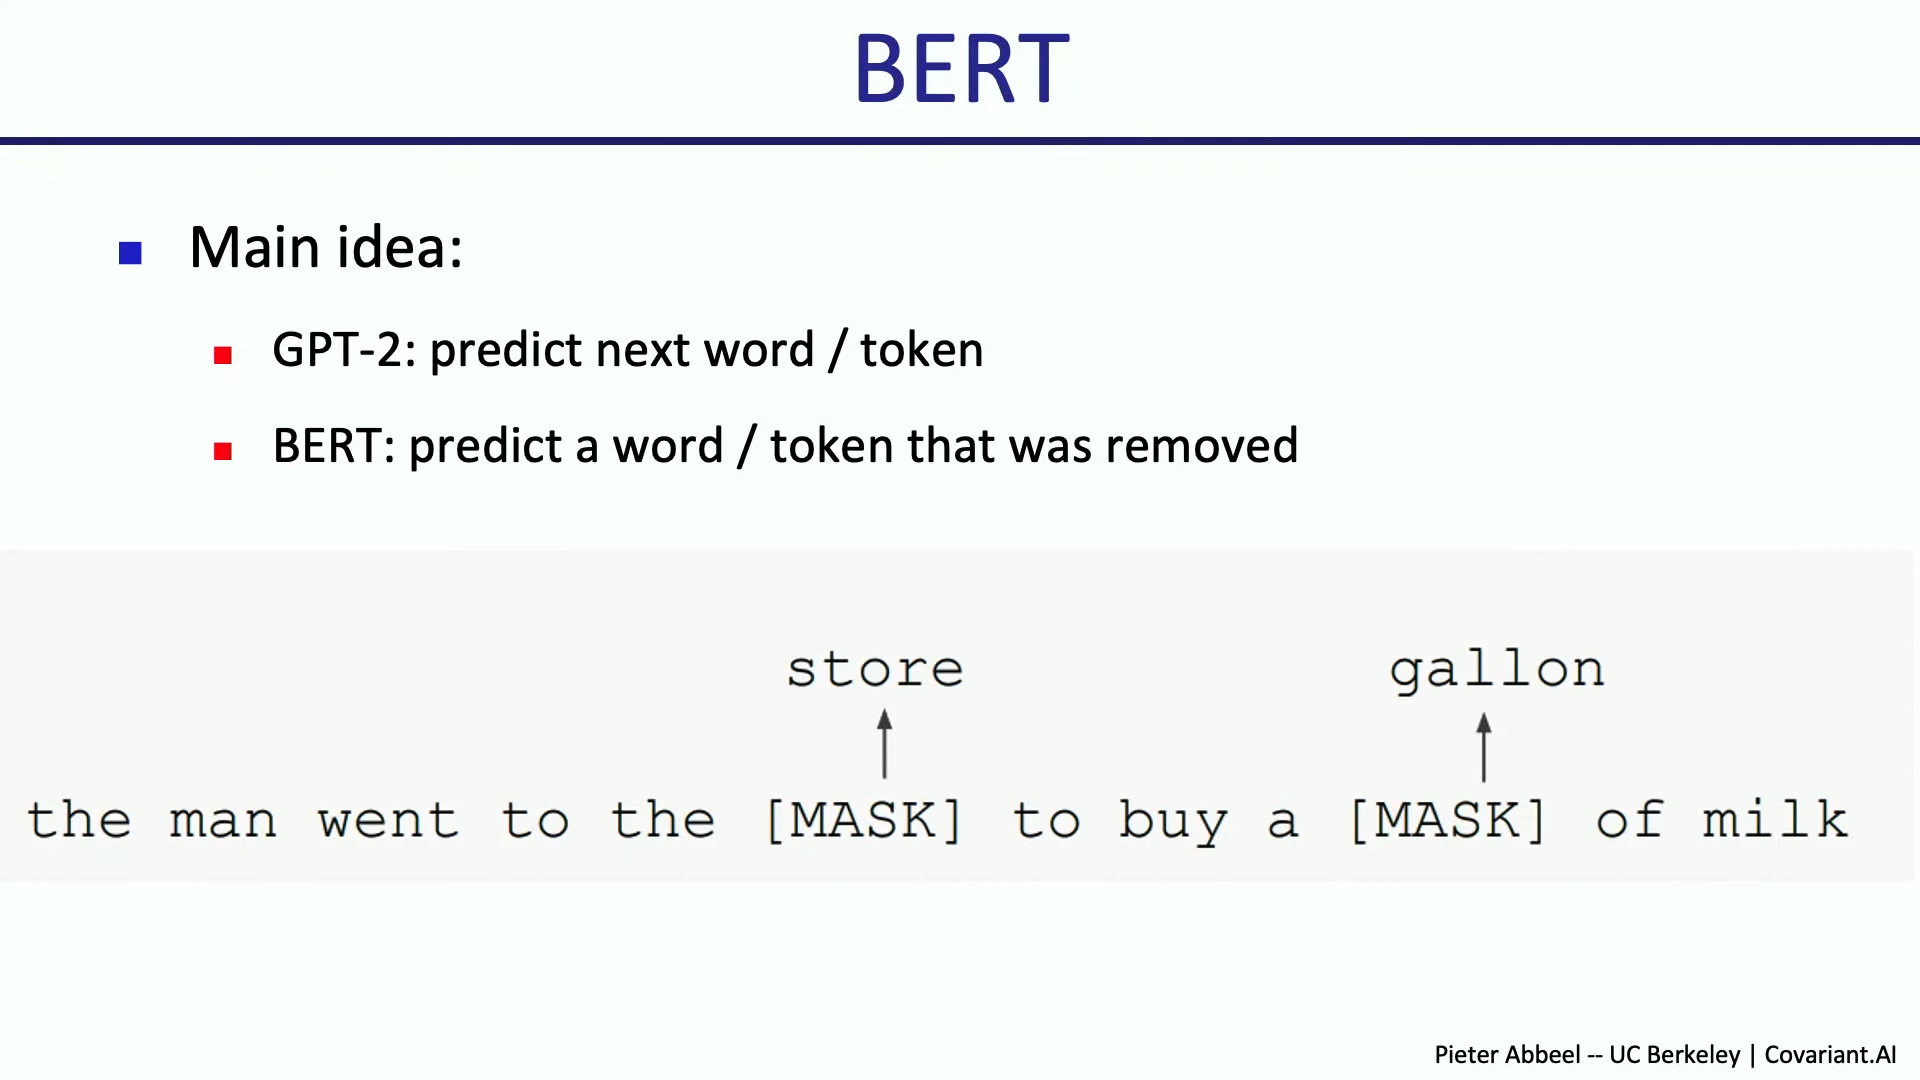 BERT
Main idea:
GPT-2: predict next word / token
BERT: predict a word / token that was removed
store gallon
the man went to the [MASK] to buy a [MASK] of milk
Pieter Abbeel -- UC Berkeley | Covariant.AI